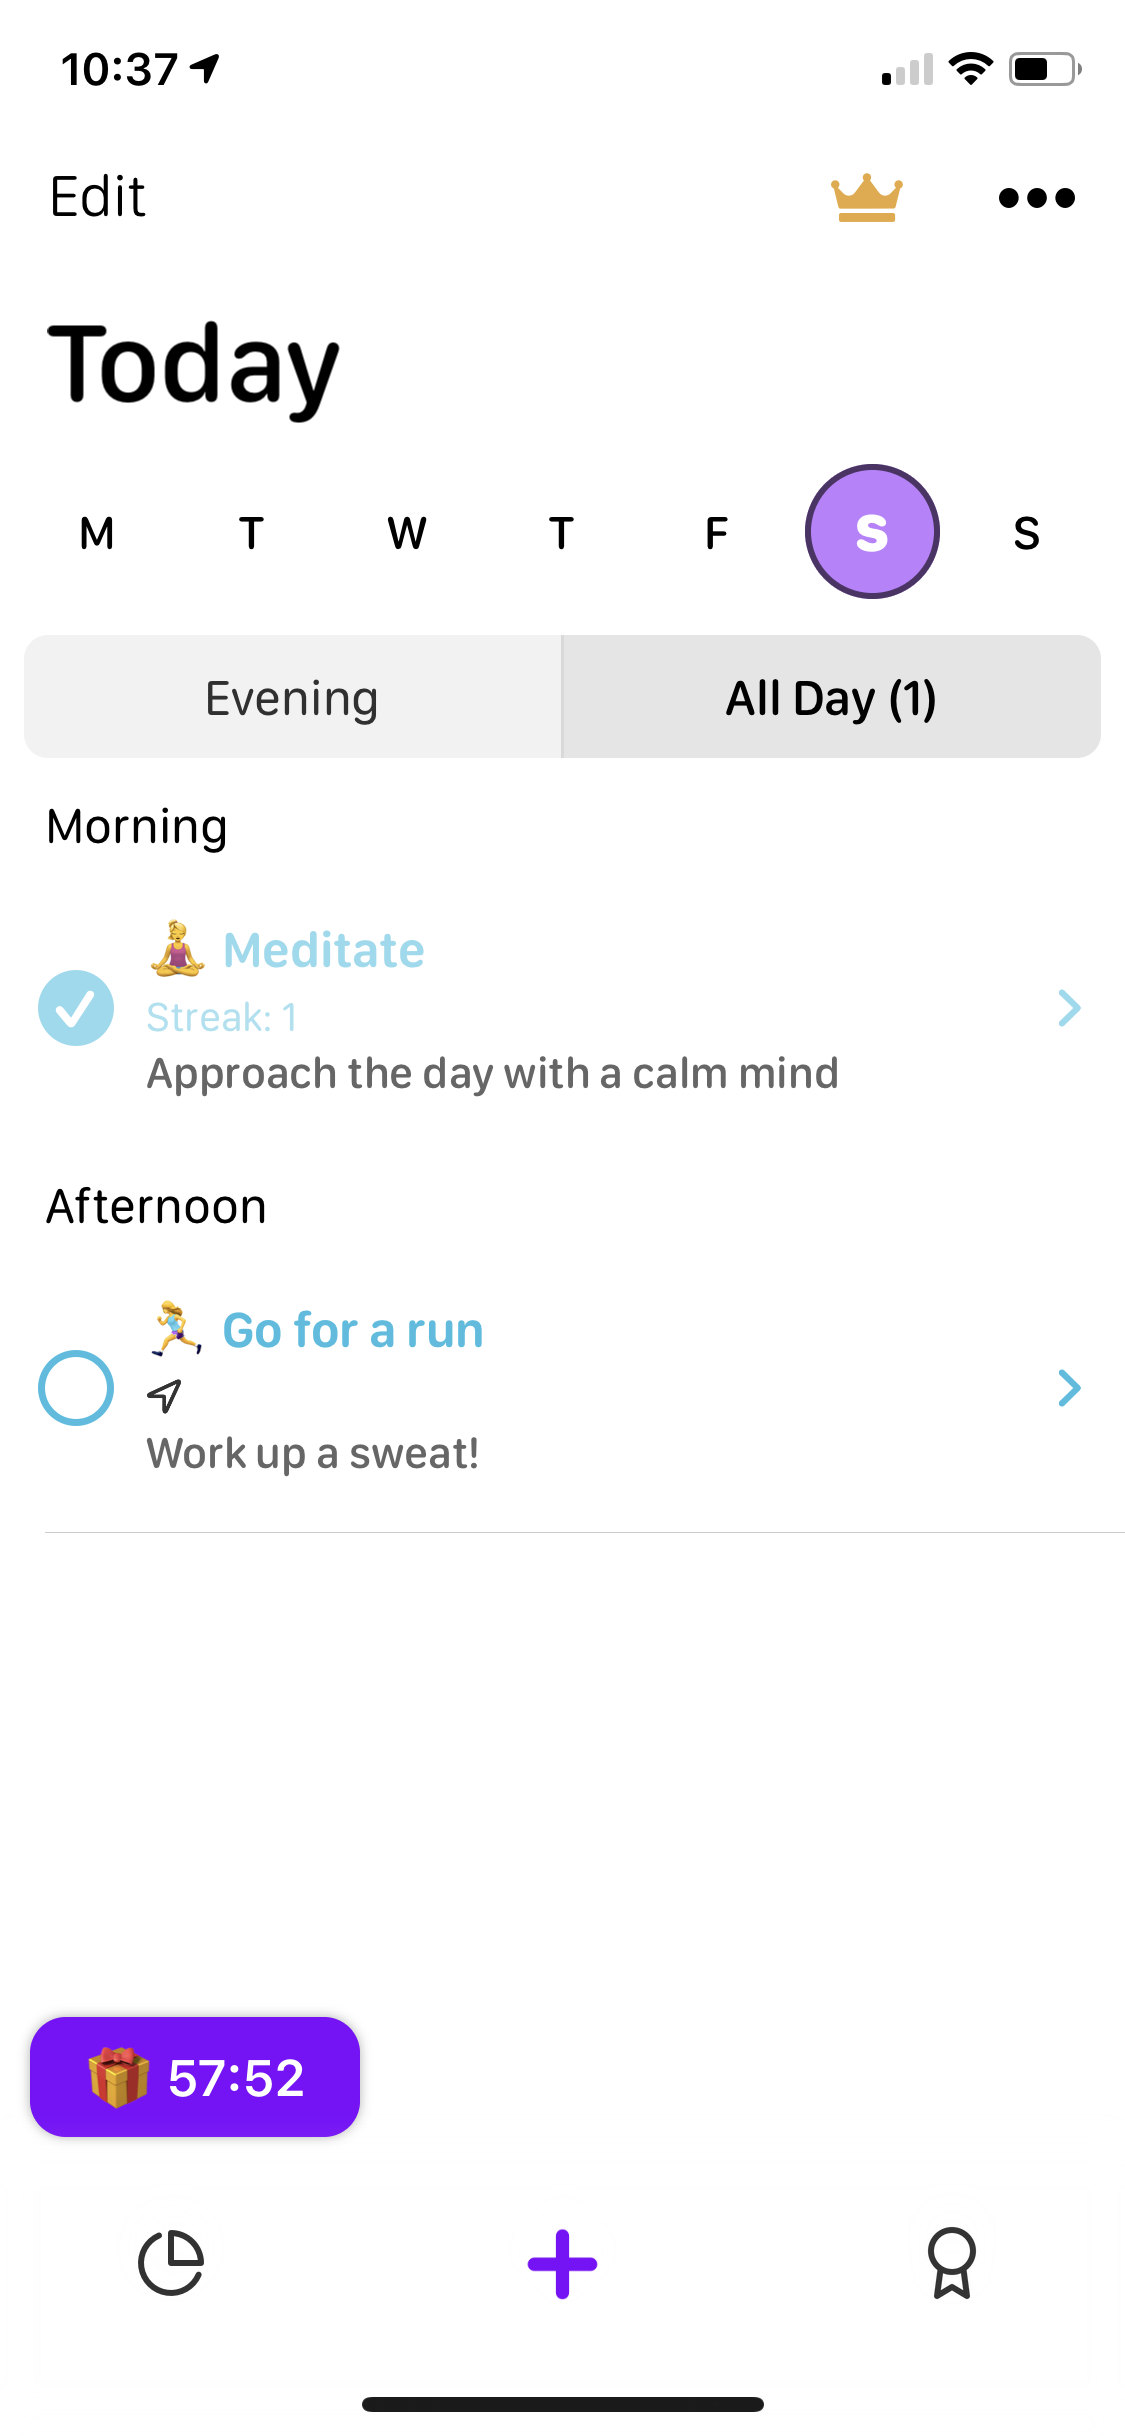 10:37
Edit
Today
M T W T F S S
Evening All Day (1)
Morning
Meditate
Streak: 1
Approach the day with a calm mind
Afternoon
Go for a run
Work up a sweat!
57:52